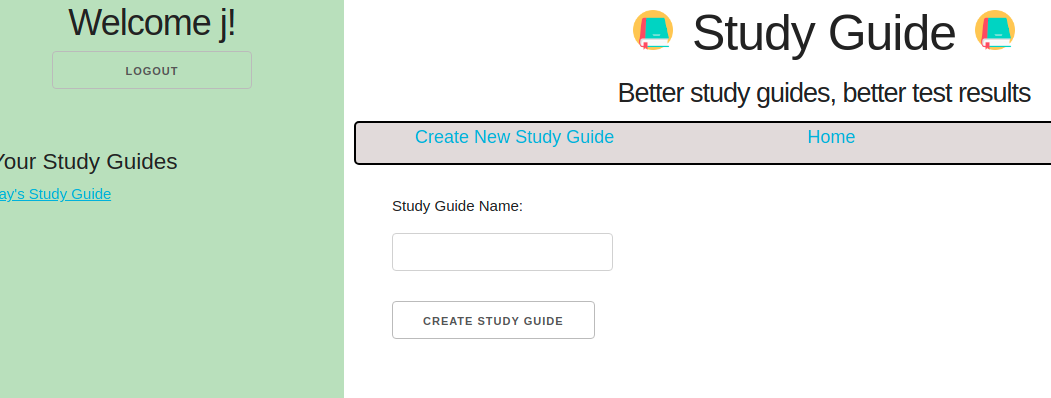 Welcome j!
LOGOUT
Your Study Guides
ay's Study Guide
Study Guide
Better study guides, better test results
Create New Study Guide Home
Study Guide Name:
CREATE STUDY GUIDE